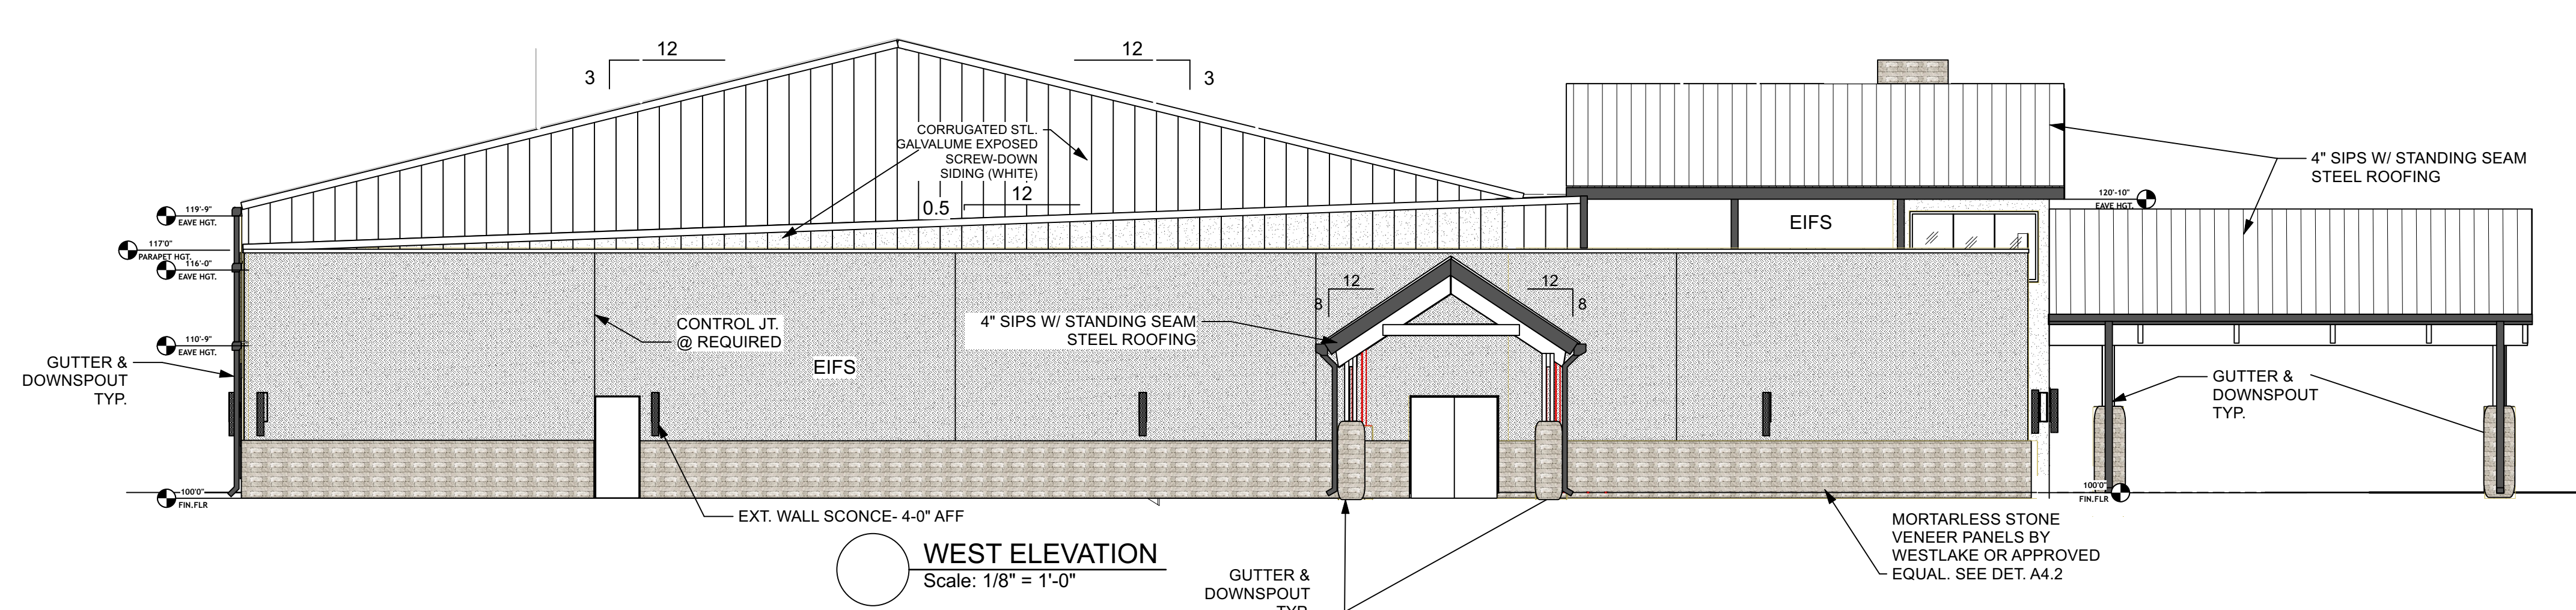 12
3
12
3
CORRUGATED STL.
GALVALUME EXPOSED
SCREW-DOWN
SIDING (WHITE)
0.5
12
4" SIPS W/ STANDING SEAM
STEEL ROOFING
119'-9"
EAVE HGT.
117'0"
PARAPET HGT.
116'-0"
EAVE HGT.
120'-10"
EAVE HGT.
EIFS
12
8
12
8
4" SIPS W/ STANDING SEAM
STEEL ROOFING
CONTROL JT.
@ REQUIRED
EIFS
110'-9"
EAVE HGT.
GUTTER &
DOWNSPOUT
TYP.
GUTTER &
DOWNSPOUT
TYP.
100'0"
FIN.FLR
100'0"
FIN.FLR
EXT. WALL SCONCE- 4-0" AFF
MORTARLESS STONE
VENEER PANELS BY
WESTLAKE OR APPROVED
EQUAL. SEE DET. A4.2
WEST ELEVATION
Scale: 1/8" = 1'-0"
GUTTER &
DOWNSPOUT